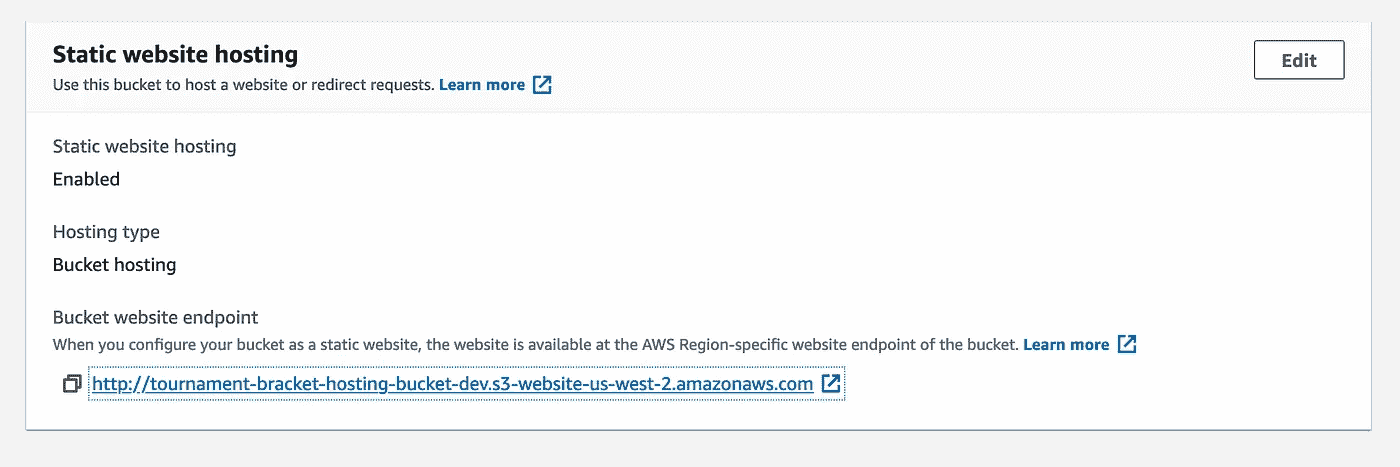 Static website hosting
Edit
Use this bucket to host a website or redirect requests. Learn more
Static website hosting
Enabled
Hosting type
Bucket hosting
Bucket website endpoint
When you configure your bucket as a static website, the website is available at the AWS Region-specific website endpoint of the bucket. Learn more
http://tournament-bracket-hosting-bucket-dev.s3-website-us-west-2.amazonaws.com